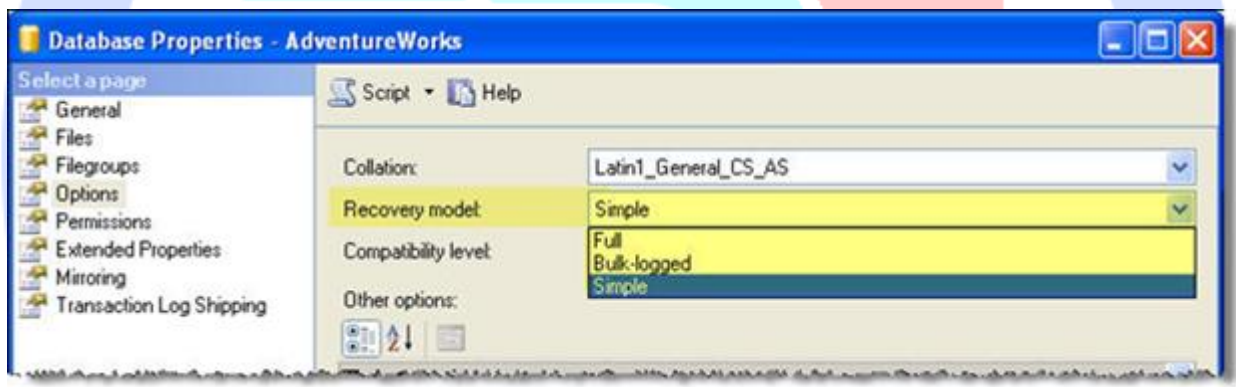 Database Properties - AdventureWorks
Select a page
General
Files
Filegroups
Options
Permissions
Extended Properties
Mirroring
Transaction Log Shipping
Script Help
Collation: Latin1_General_CS_AS
Recovery model: Simple
Full
Bulk-logged
Simple
Compatibility level:
Other options: